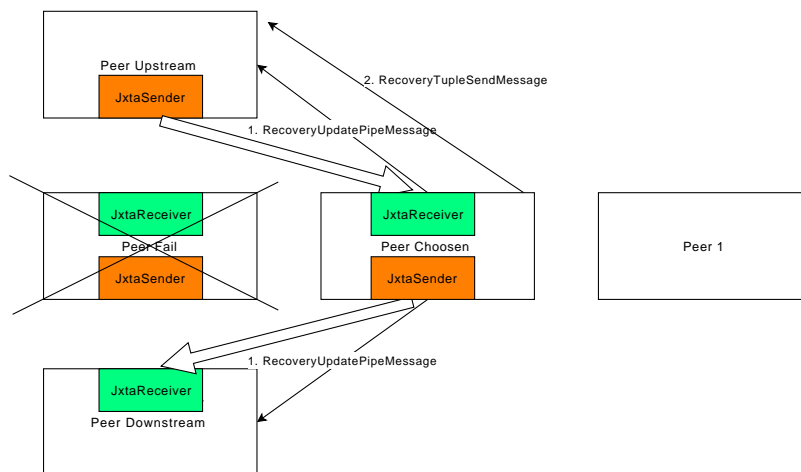 Peer Upstream
JxtaSender
2. RecoveryTupleSendMessage
1. RecoveryUpdatePipeMessage
JxtaReceiver
Peer Fail
JxtaSender
JxtaReceiver
Peer Choosen
JxtaSender
Peer 1
1. RecoveryUpdatePipeMessage
JxtaReceiver
Peer Downstream